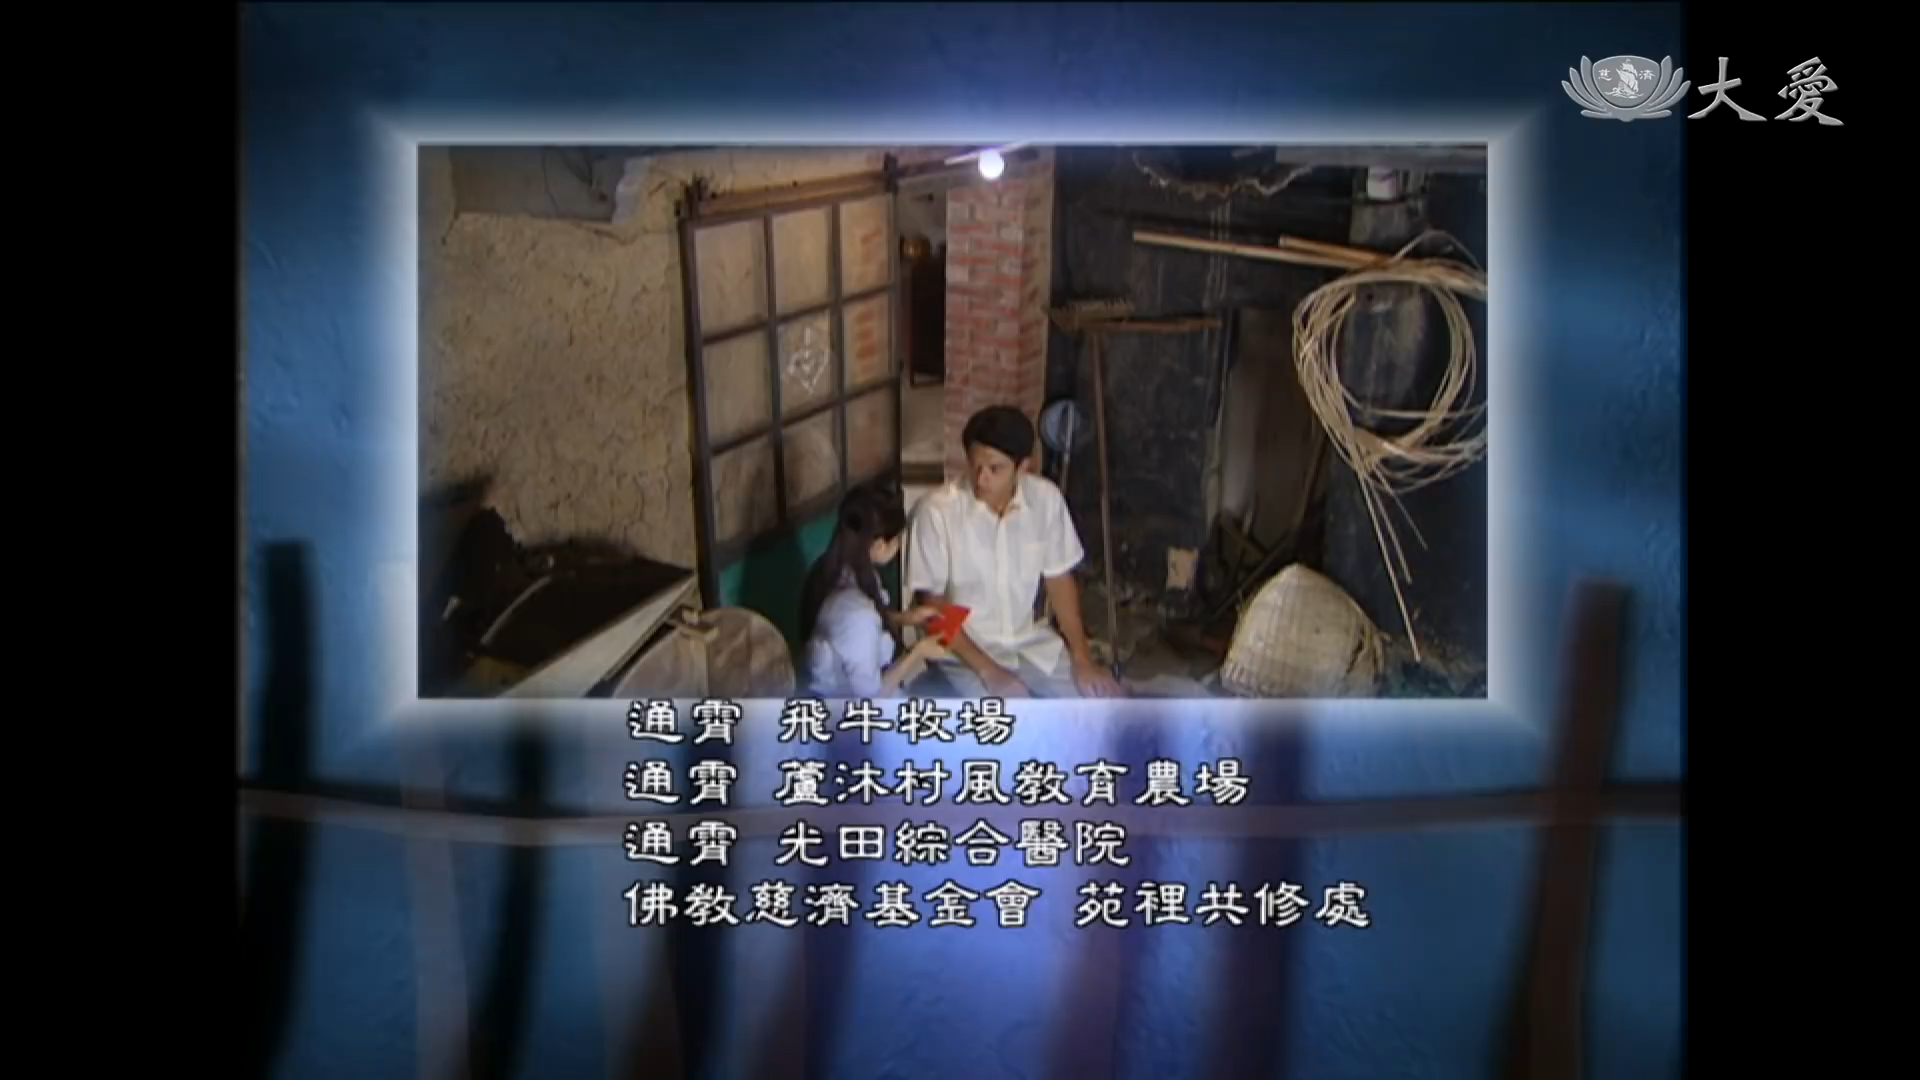 慈濟 大愛
通霄 飛牛牧場
通霄 蘆沐村風教育農場
通霄 光田綜合醫院
佛教慈濟基金會 苑裡共修處